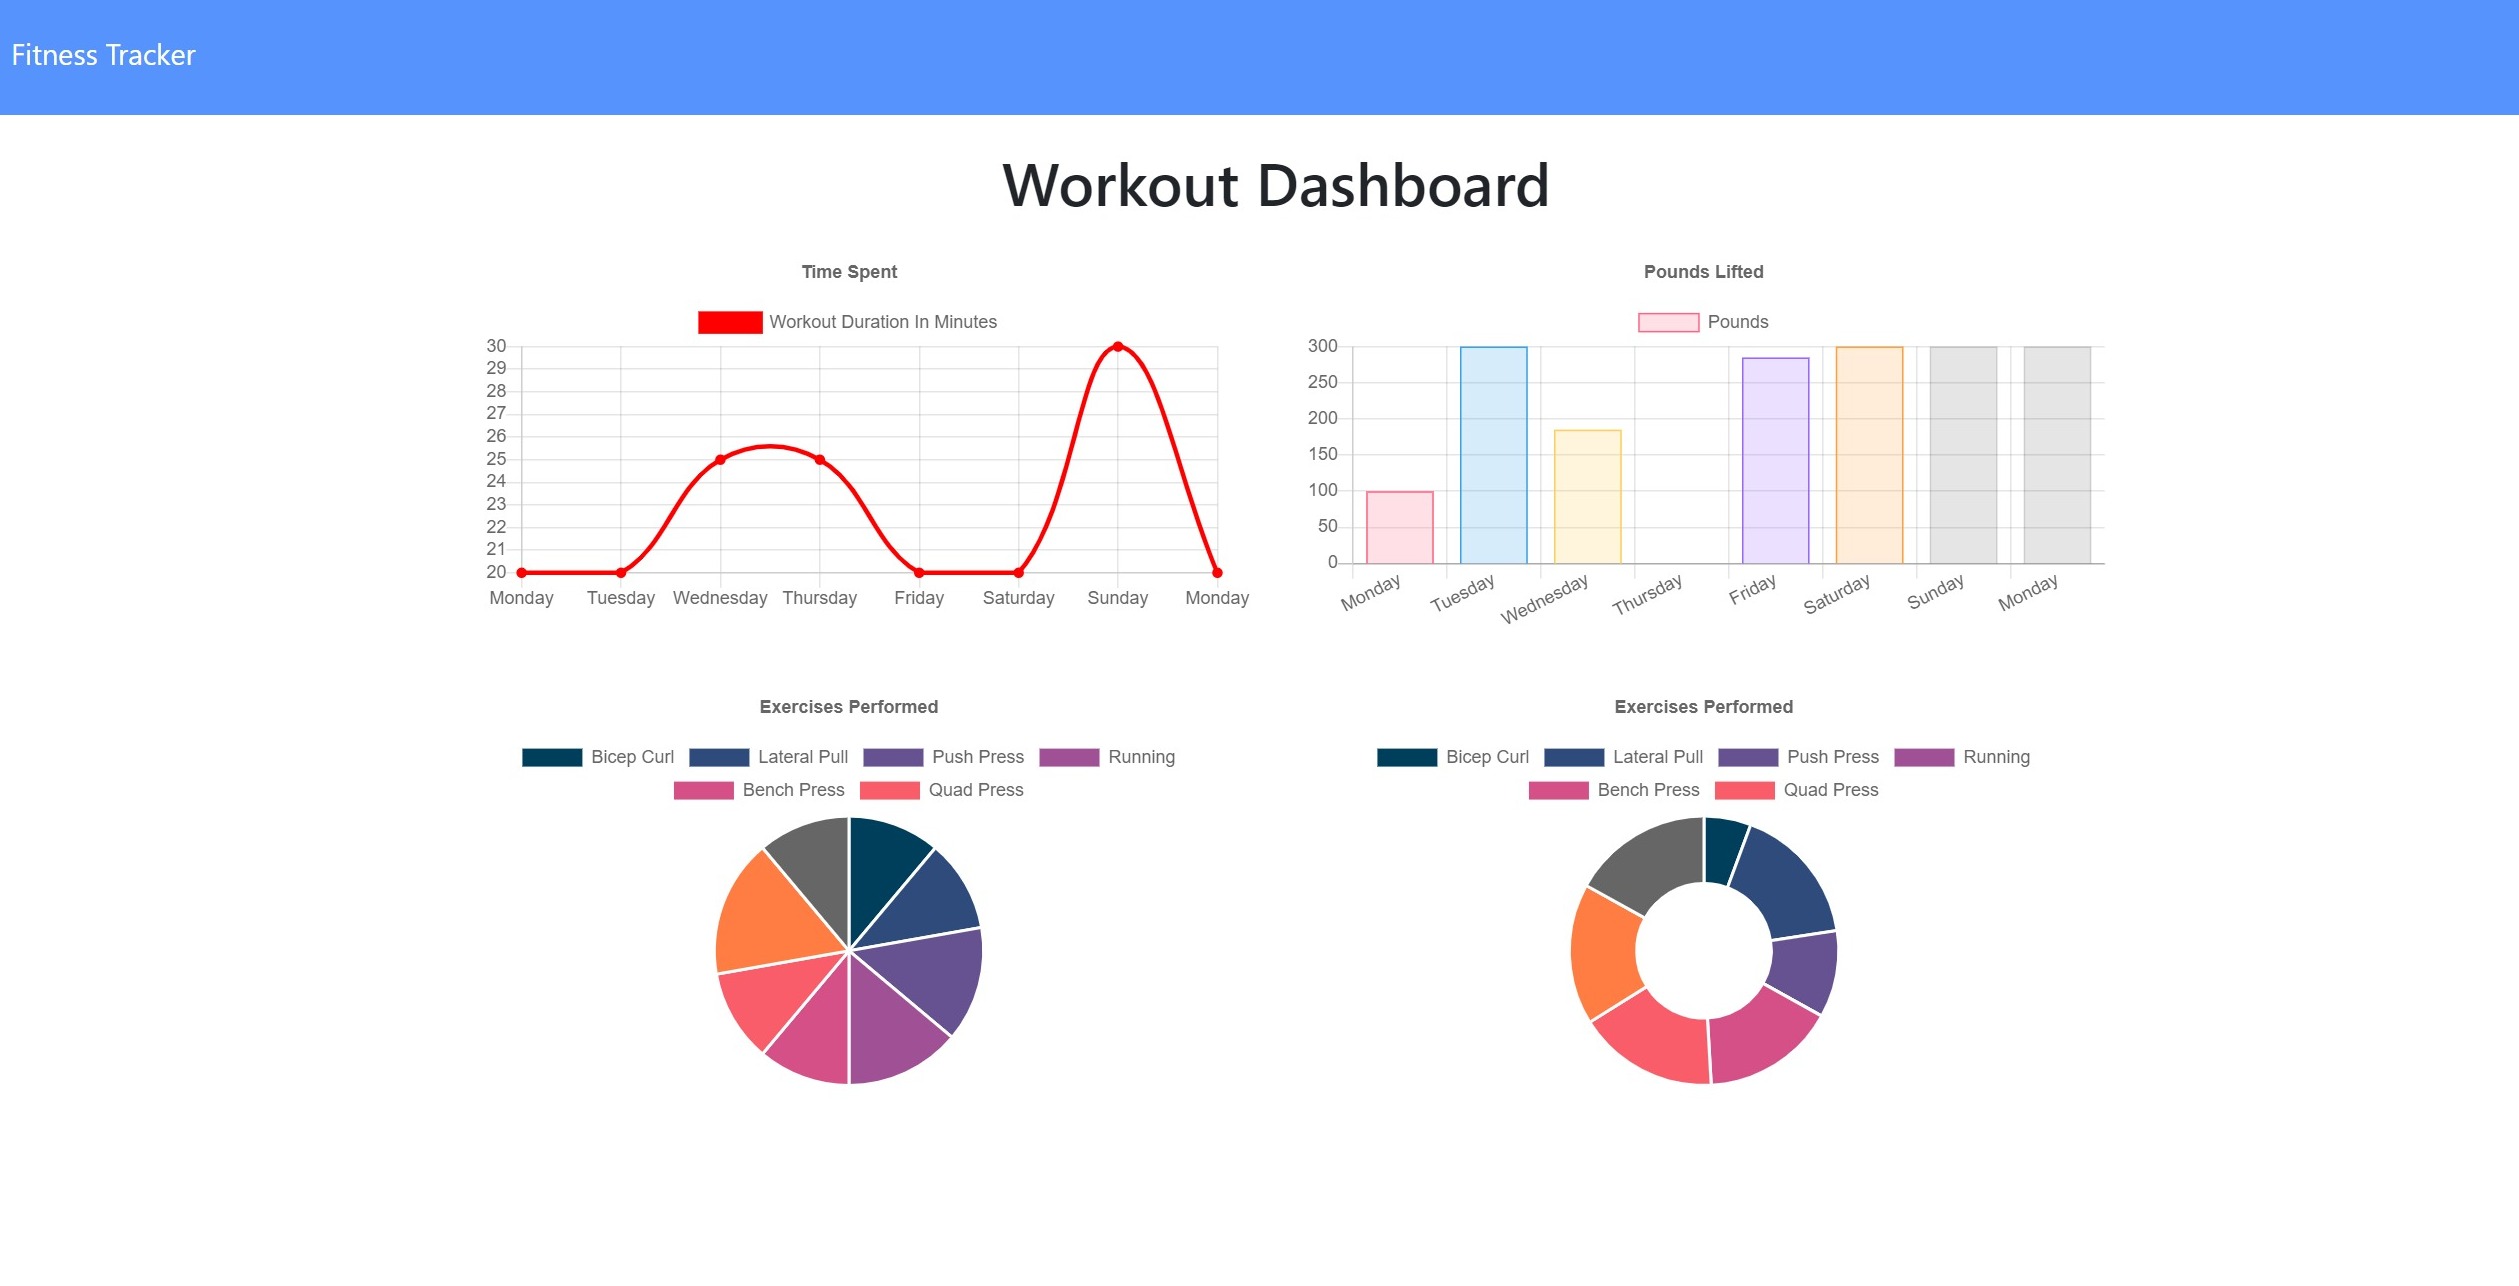 Fitness Tracker
Workout Dashboard
Time Spent
Workout Duration In Minutes
30
29
28
27
26
25
24
23
22
21
20
Monday Tuesday Wednesday Thursday Friday Saturday Sunday Monday
Pounds Lifted
Pounds
300
250
200
150
100
50
0
Monday Tuesday Wednesday Thursday Friday Saturday Sunday Monday
Exercises Performed
Bicep Curl Lateral Pull Push Press Running
Bench Press Quad Press
Exercises Performed
Bicep Curl Lateral Pull Push Press Running
Bench Press Quad Press